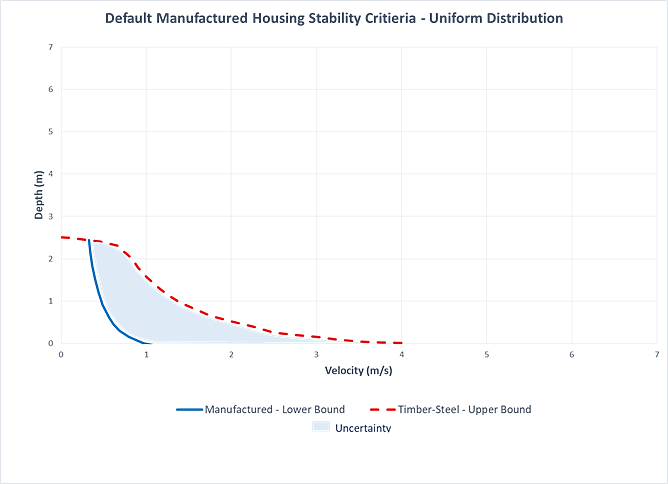 Default Manufactured Housing Stability Critieria - Uniform Distribution
7
6
5
4
3
2
1
0
Depth (m)
0 1 2 3 4 5 6 7
Velocity (m/s)
Manufactured - Lower Bound Timber-Steel - Upper Bound
Uncertainty